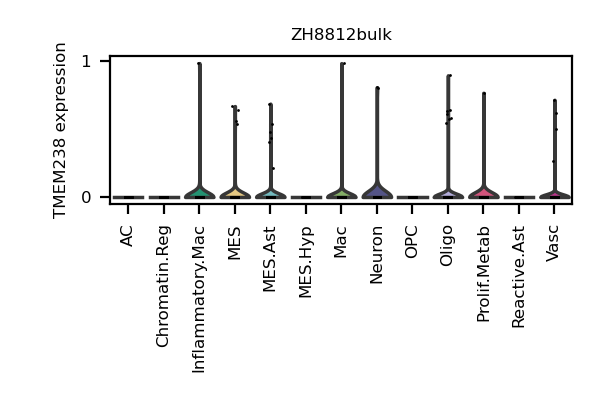 ZH8812bulk
TMEM238 expression
1
0
AC
Chromatin.Reg
Inflammatory.Mac
MES
MES.Ast
MES.Hyp
Mac
Neuron
OPC
Oligo
Prolif.Metab
Reactive.Ast
Vasc